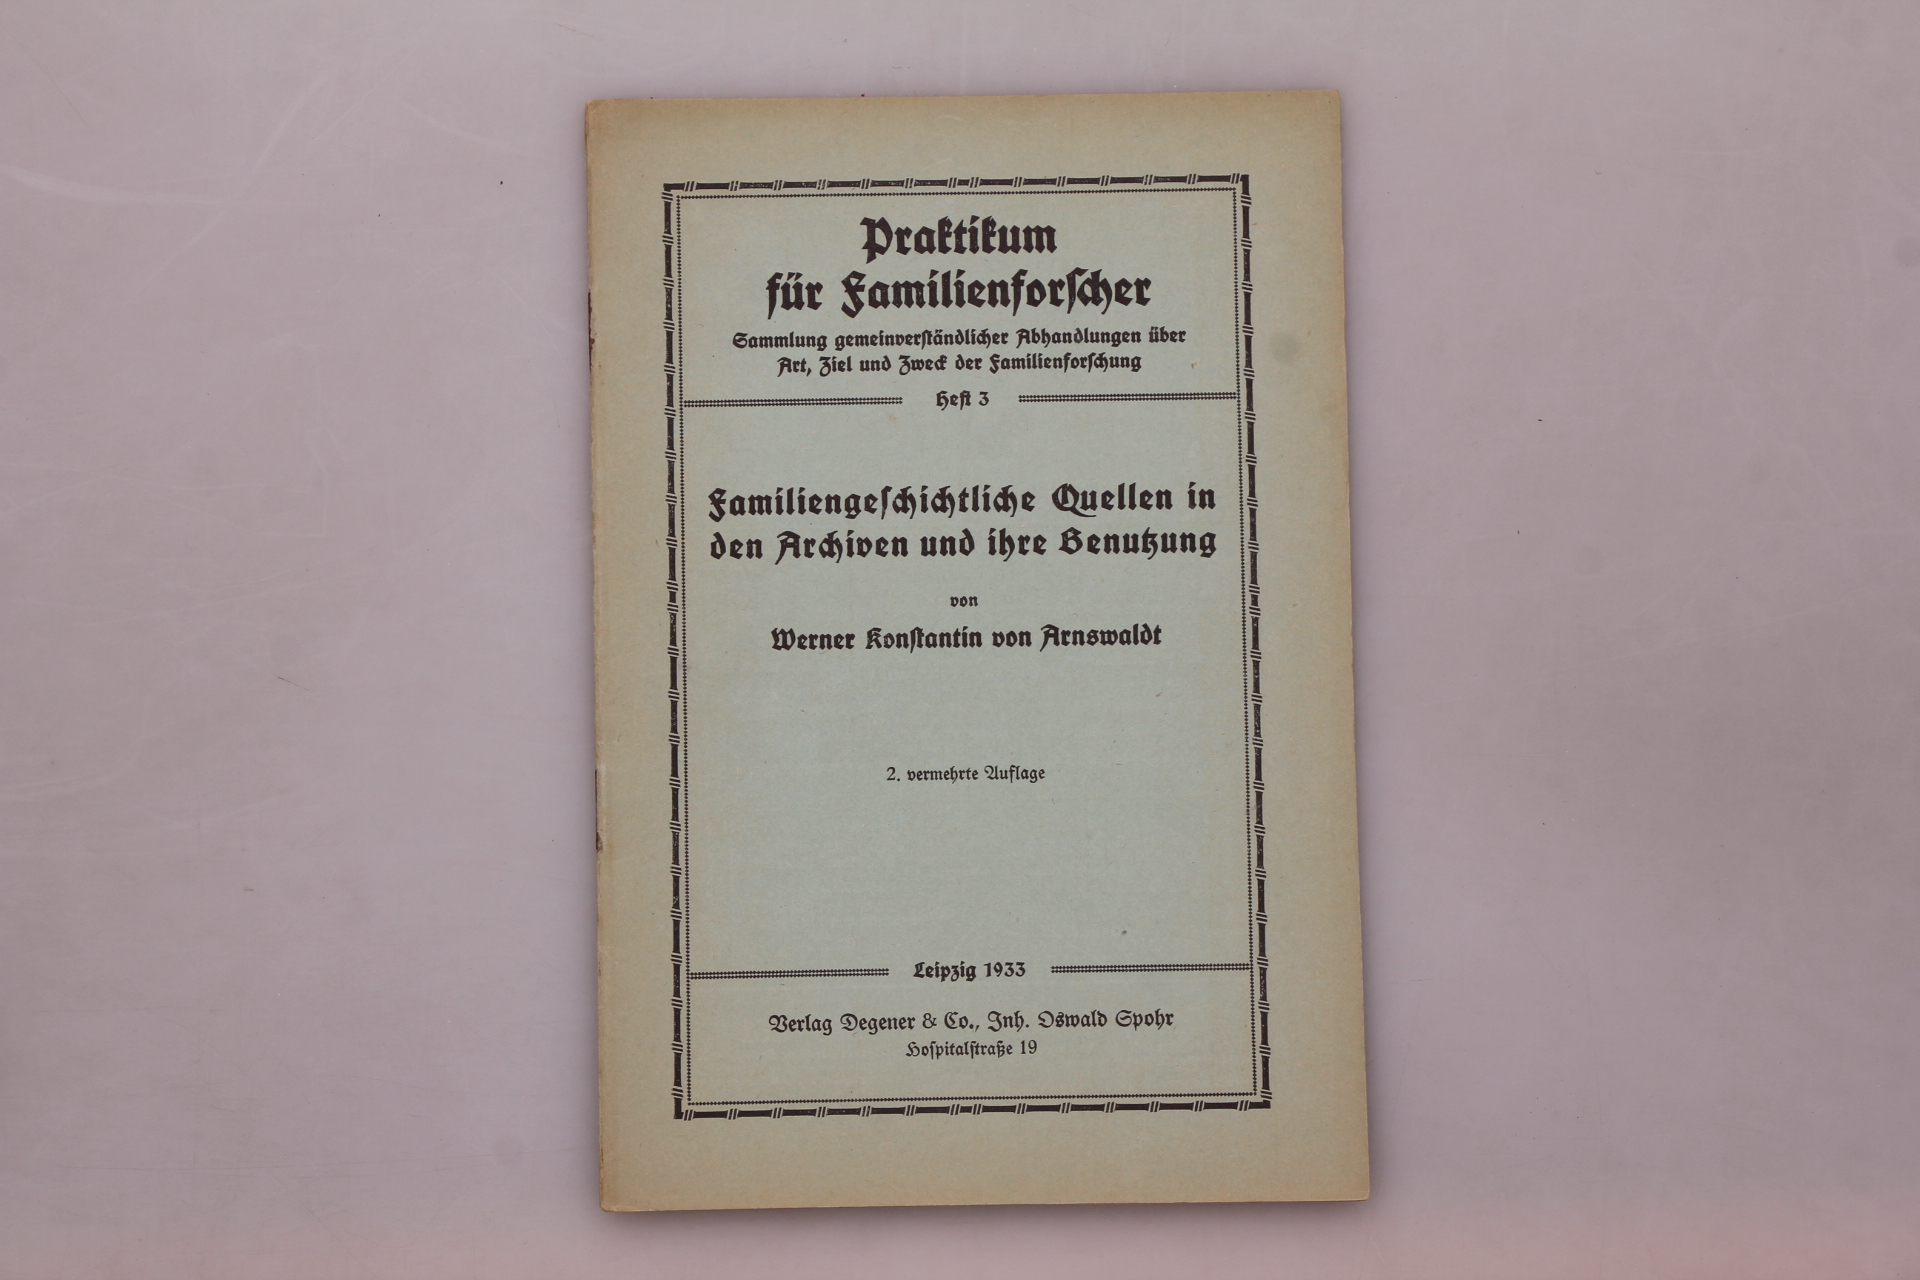 Praktikum
für Familienforscher
Sammlung gemeinverständlicher Abhandlungen über
Art, Ziel und Zweck der Familienforschung
Heft 3
Familiengeschichtliche Quellen in
den Archiven und ihre Benutzung
von
Werner Konstantin von Arnswaldt
2. vermehrte Auflage
Leipzig 1933
Verlag Degener & Co., Inh. Oswald Spohr
Hospitalstraße 19